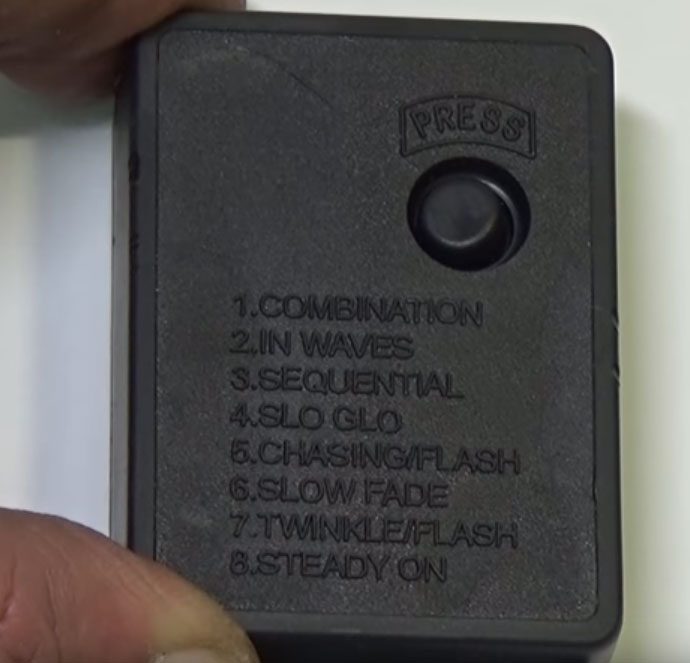 PRESS
1.COMBINATION
2.IN WAVES
3.SEQUENTIAL
4.SLO GLO
5.CHASING/FLASH
6.SLOW FADE
7.TWINKLE/FLASH
8.STEADY ON